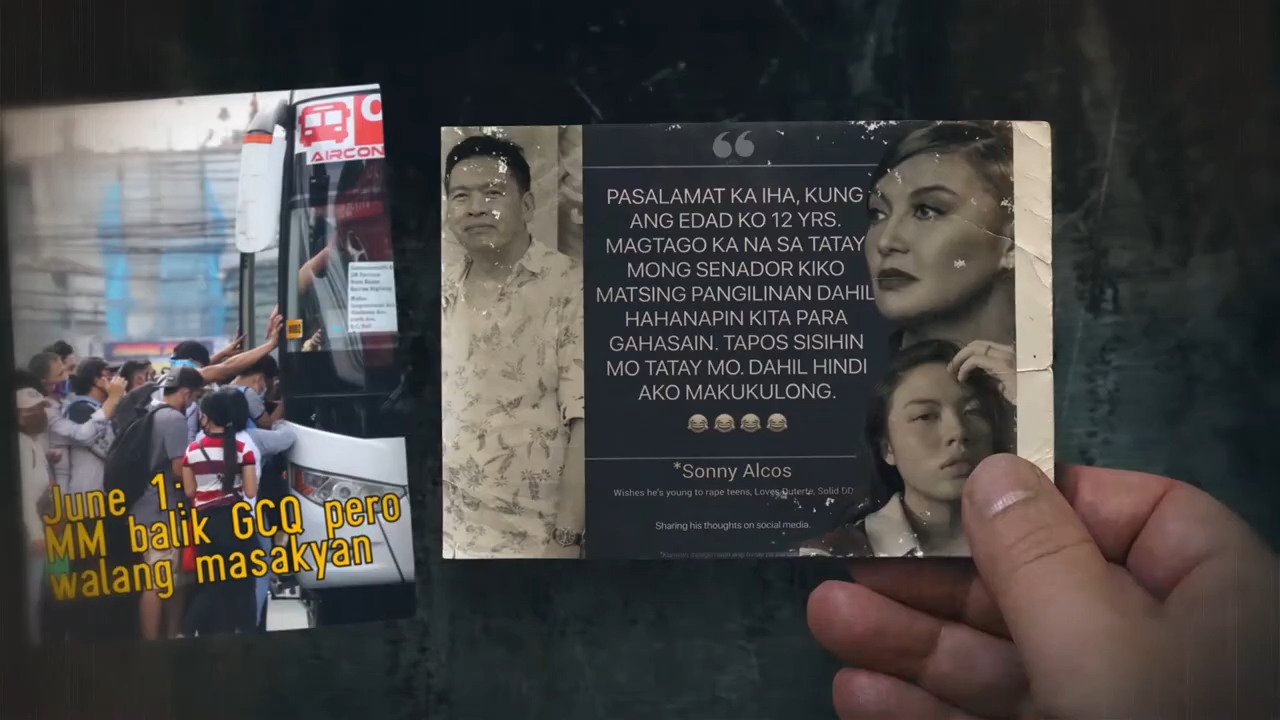 AIRCON
June 1:
MM balik GCQ pero
walang masakyan
“
PASALAMAT KA IHA, KUNG
ANG EDAD KO 12 YRS.
MAGTAGO KA NA SA TATAY
MONG SENADOR KIKO
MATSING PANGILINAN DAHIL
HAHANAPIN KITA PARA
GAHASAIN. TAPOS SISIHIN
MO TATAY MO. DAHIL HINDI
AKO MAKUKULONG.
😂😂😂😂
*Sonny Alcos
Wishes he's young to rape teens, Loves Duterte, Solid DD
Sharing his thoughts on social media.